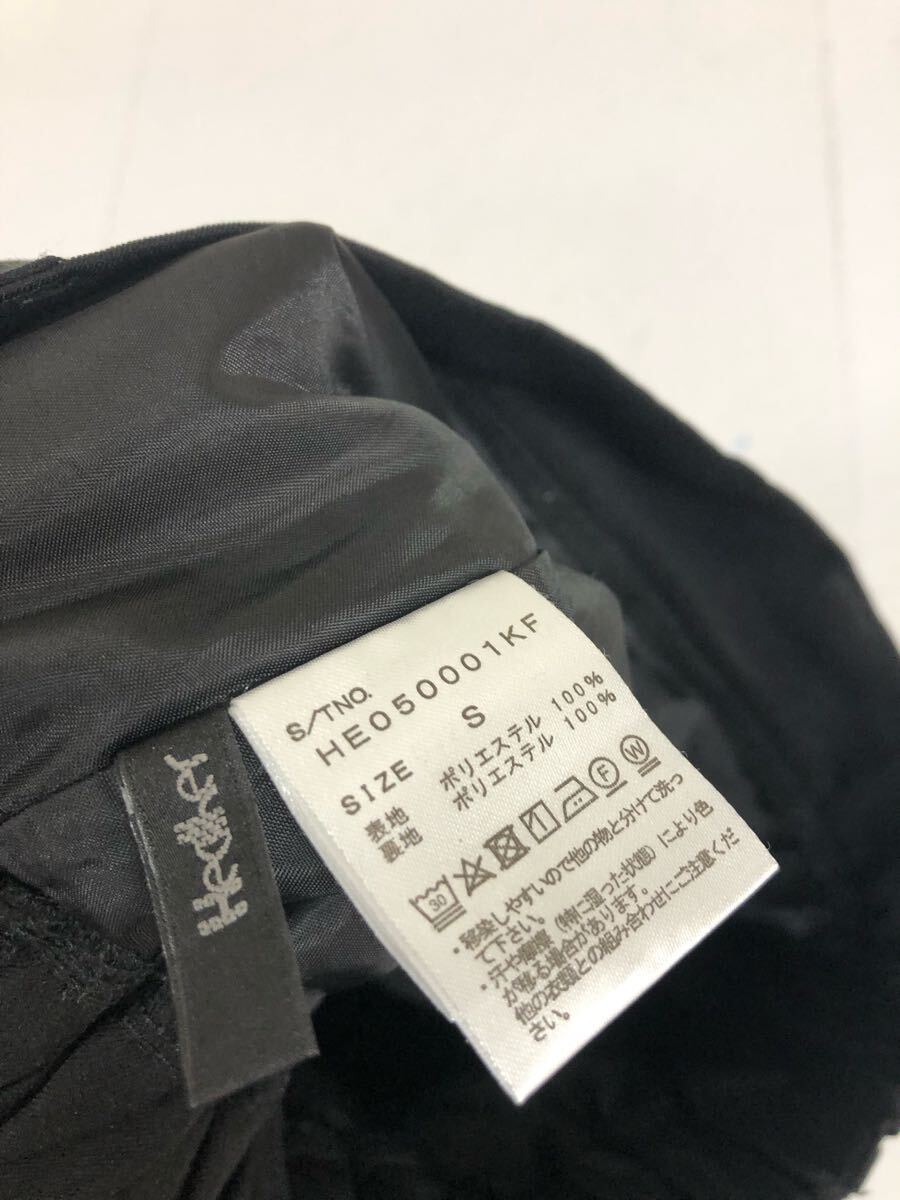 Heather
S/TNO.
HE050001KF
SIZE S
表地 ポリエステル 100%
裏地 ポリエステル 100%
30 F W
・移染しやすいので他の物と分けて洗っ
て下さい。
・汗や摩擦（特に湿った状態）により色
が移る場合があります。
他の衣類との組み合わせにご注意くだ
さい。